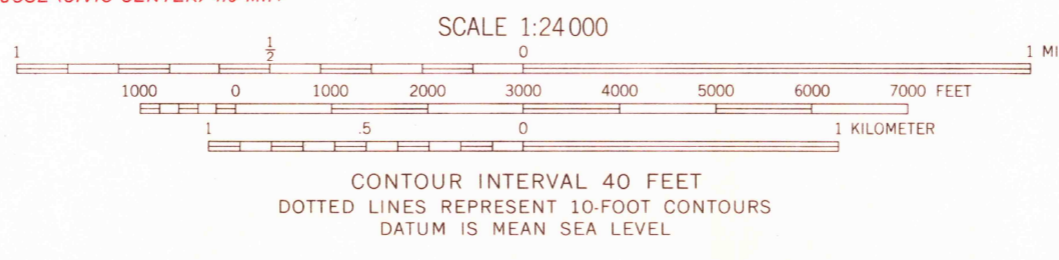 SCALE 1:24 000
1 1/2 0 1 MI
1000 0 1000 2000 3000 4000 5000 6000 7000 FEET
1 .5 0 1 KILOMETER
CONTOUR INTERVAL 40 FEET
DOTTED LINES REPRESENT 10-FOOT CONTOURS
DATUM IS MEAN SEA LEVEL